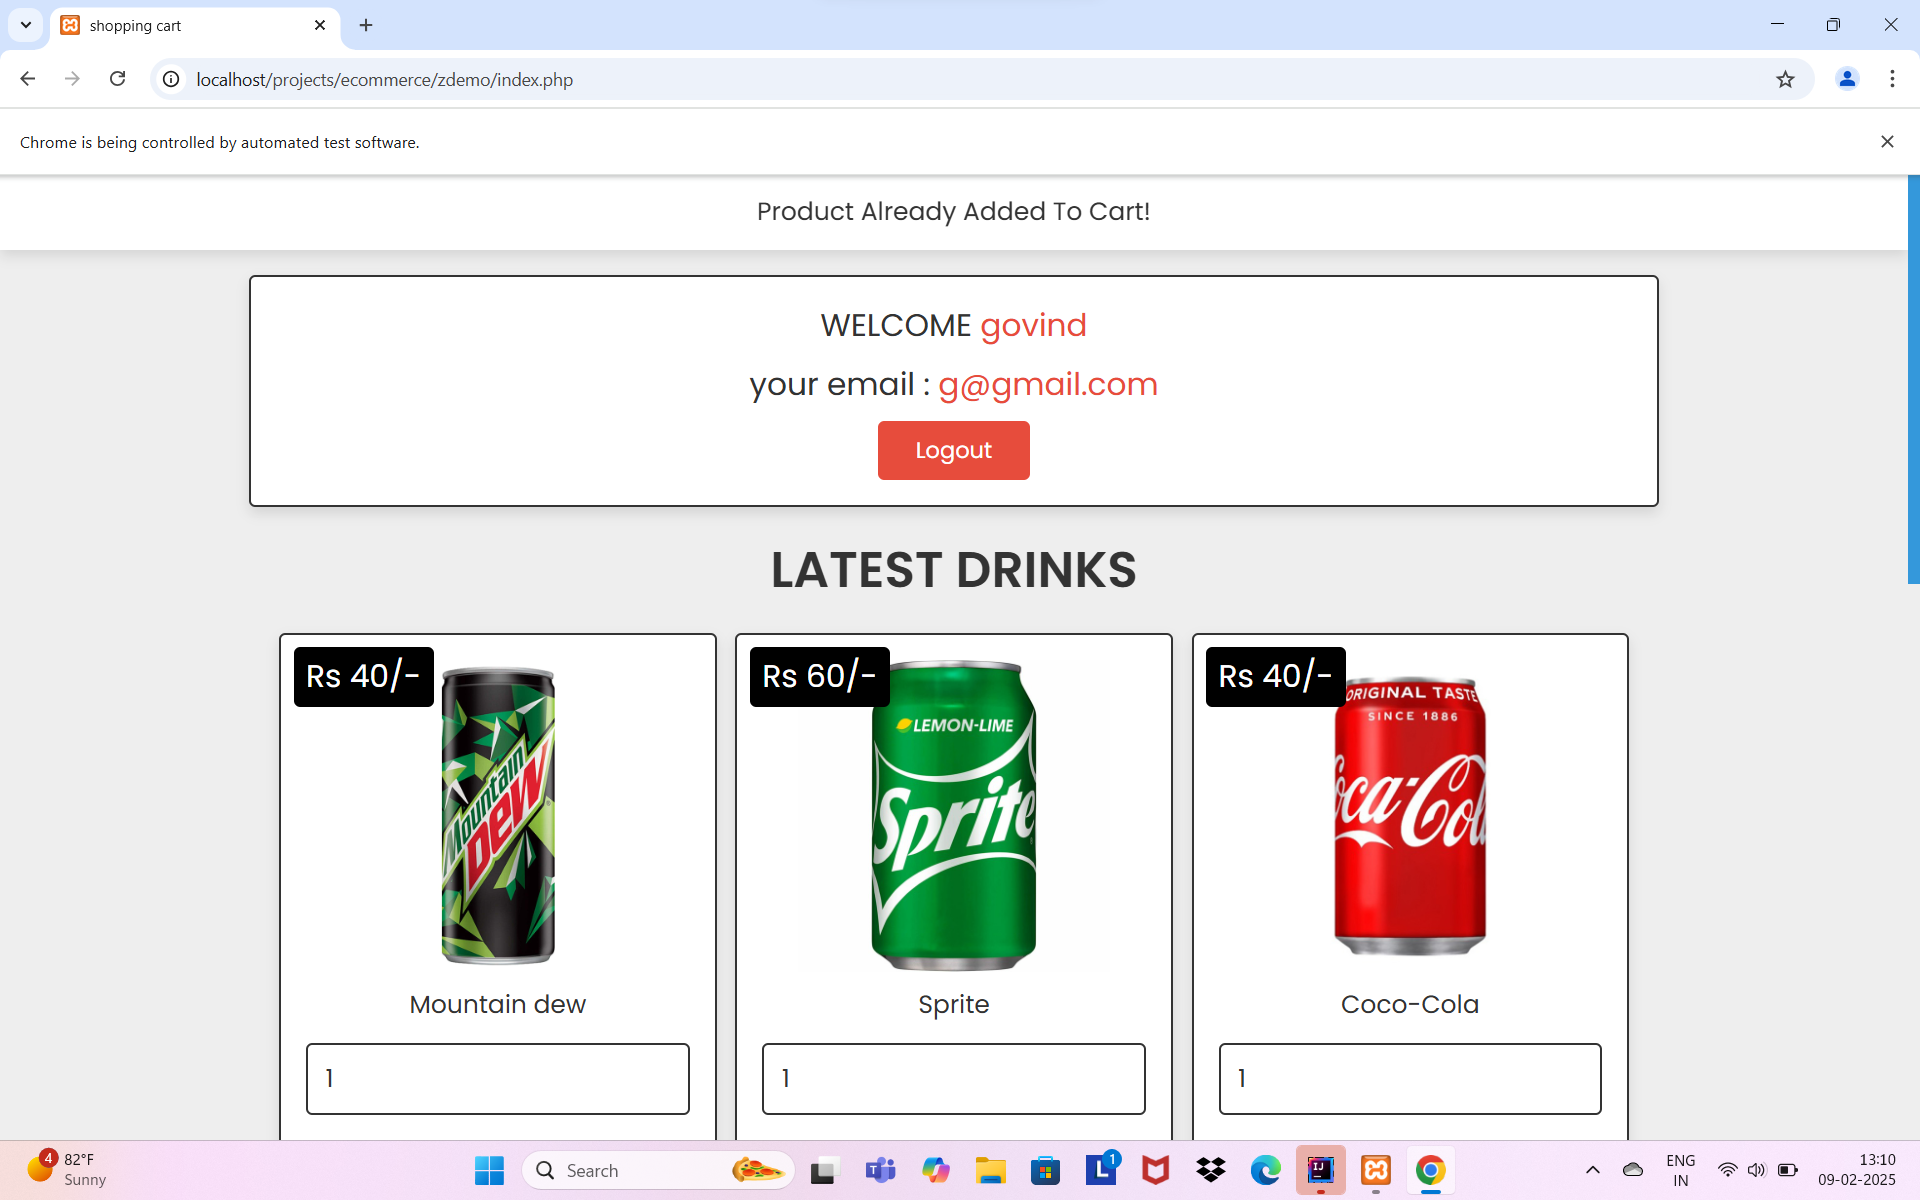 shopping cart
localhost/projects/ecommerce/zdemo/index.php
Chrome is being controlled by automated test software.
Product Already Added To Cart!
WELCOME govind
your email : g@gmail.com
Logout
LATEST DRINKS
Rs 40/-
Mountain
Dew
Mountain dew
1
Rs 60/-
LEMON-LIME
Sprite
Sprite
1
Rs 40/-
ORIGINAL TASTE
SINCE 1886
Coca-Cola
Coco-Cola
1
4
82°F
Sunny
Search
L
1
IJ
ENG
IN
13:10
09-02-2025